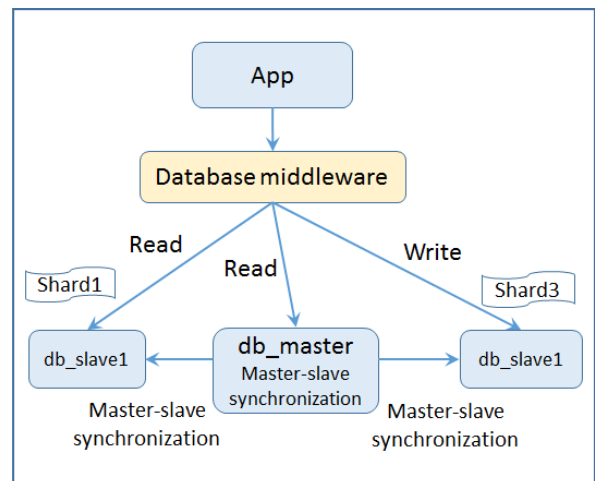 App
Database middleware
Read
Read
Write
Shard1
Shard3
db_slave1
db_master
Master-slave
synchronization
db_slave1
Master-slave
synchronization
Master-slave
synchronization